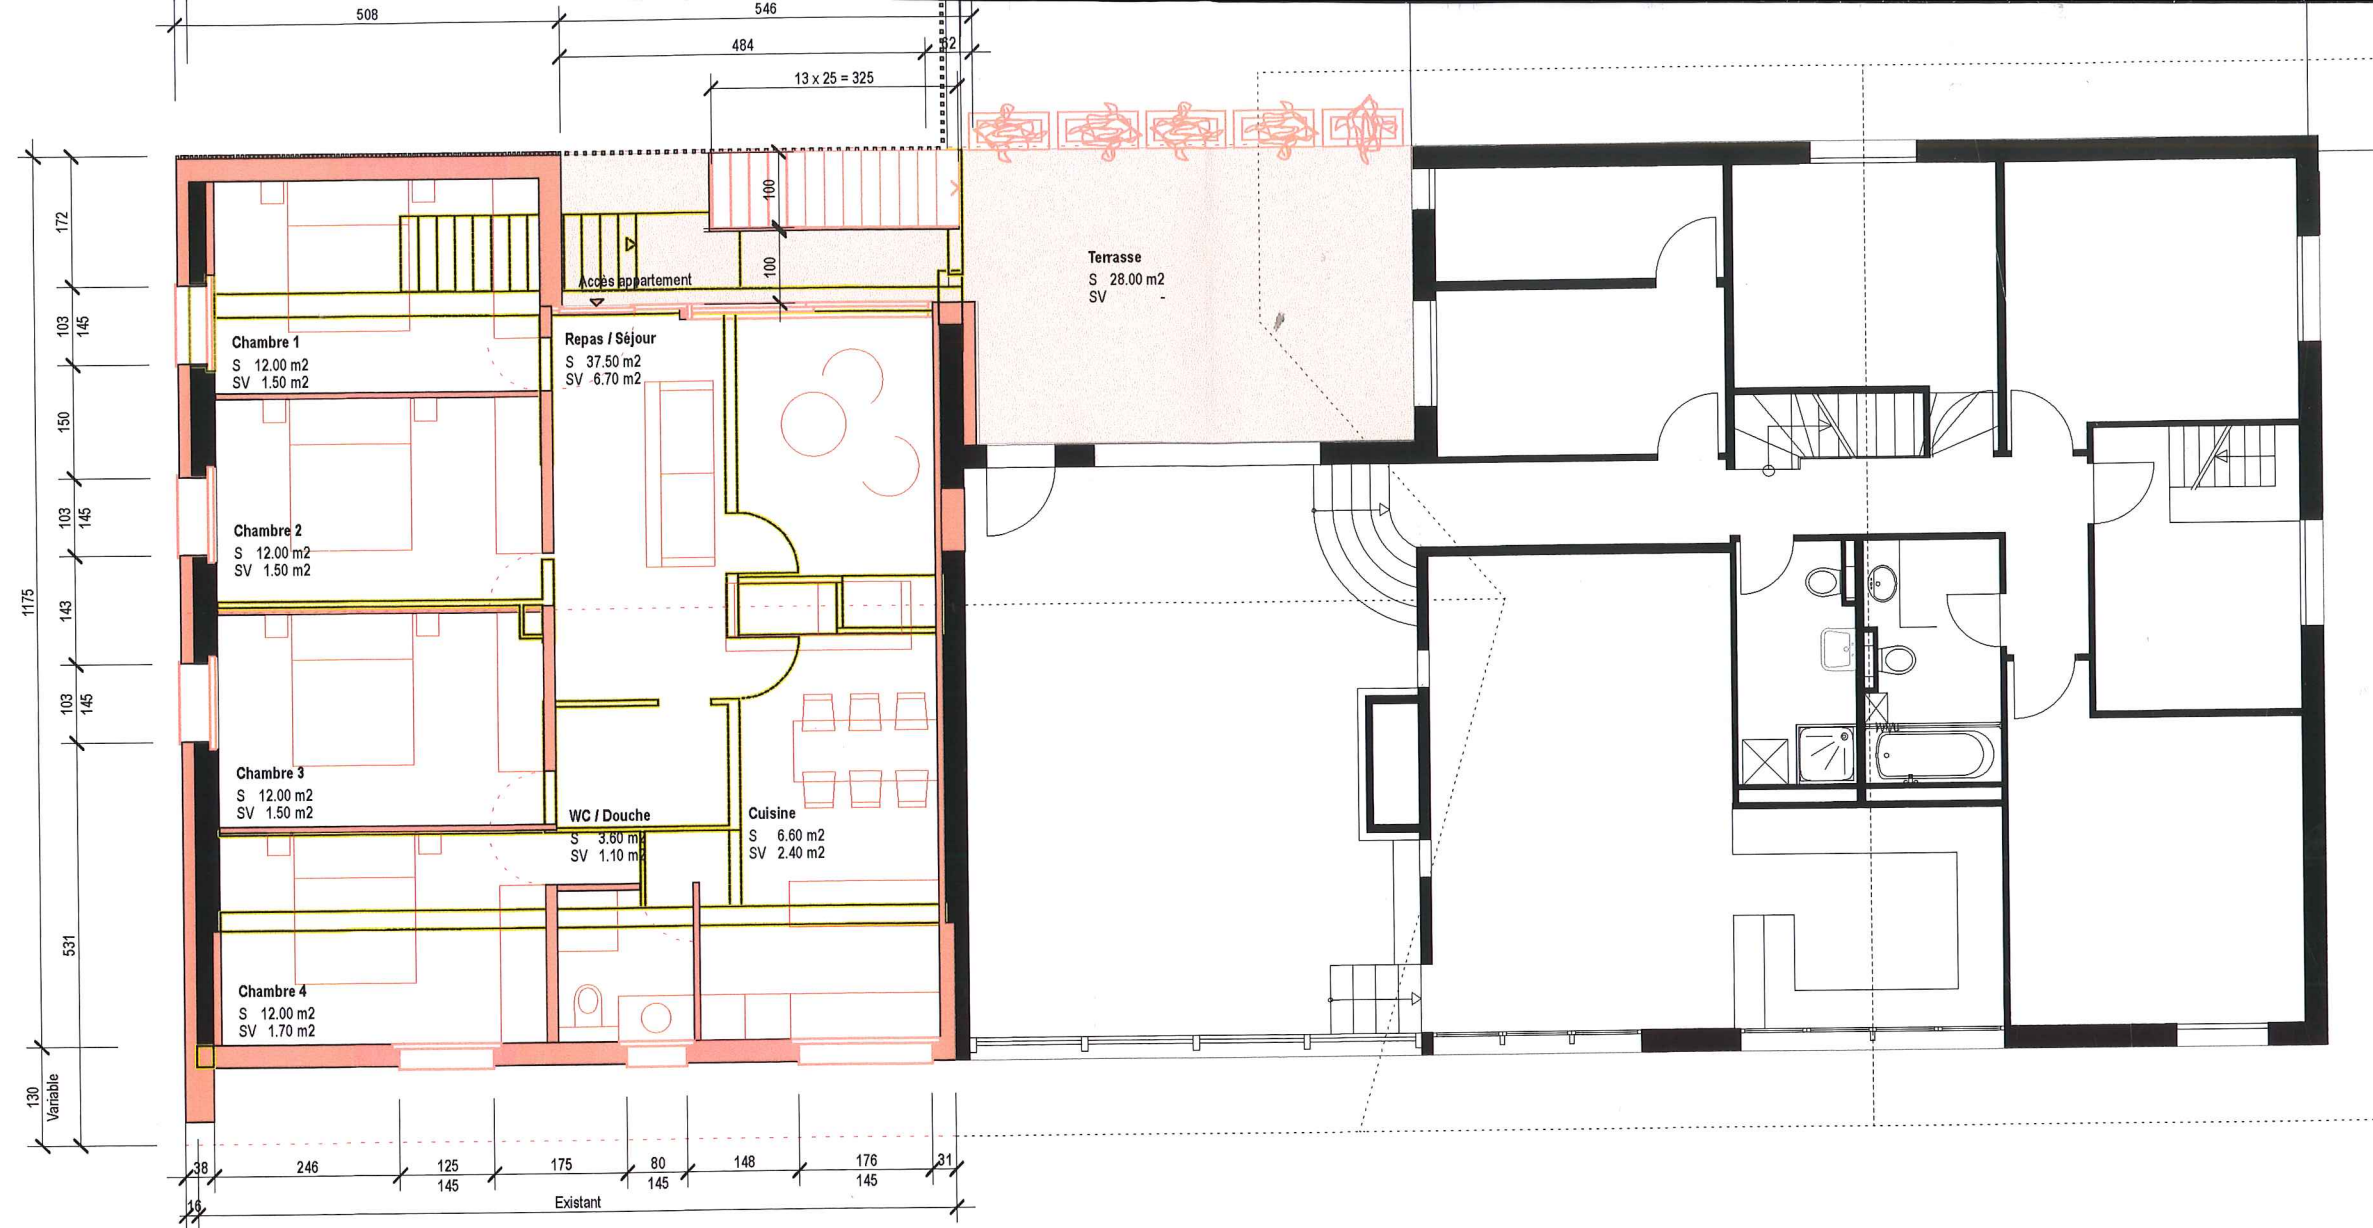 508
546
484
62
13 x 25 = 325
100
100
172
103
145
150
103
145
143
103
145
1175
531
130
Variable
Accès appartement
Terrasse
S 28.00 m2
SV -
Chambre 1
S 12.00 m2
SV 1.50 m2
Repas / Séjour
S 37.50 m2
SV 6.70 m2
Chambre 2
S 12.00 m2
SV 1.50 m2
Chambre 3
S 12.00 m2
SV 1.50 m2
WC / Douche
S 3.60 m2
SV 1.10 m2
Cuisine
S 6.60 m2
SV 2.40 m2
Chambre 4
S 12.00 m2
SV 1.70 m2
38
246
125
145
175
80
145
148
176
145
31
16
Existant